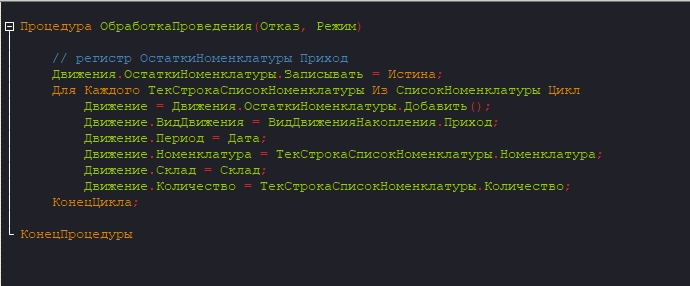 Процедура ОбработкаПроведения(Отказ, Режим)
// регистр ОстаткиНоменклатуры Приход
Движения.ОстаткиНоменклатуры.Записывать = Истина;
Для Каждого ТекСтрокаСписокНоменклатуры Из СписокНоменклатуры Цикл
Движение = Движения.ОстаткиНоменклатуры.Добавить();
Движение.ВидДвижения = ВидДвиженияНакопления.Приход;
Движение.Период = Дата;
Движение.Номенклатура = ТекСтрокаСписокНоменклатуры.Номенклатура;
Движение.Склад = Склад;
Движение.Количество = ТекСтрокаСписокНоменклатуры.Количество;
КонецЦикла;
КонецПроцедуры